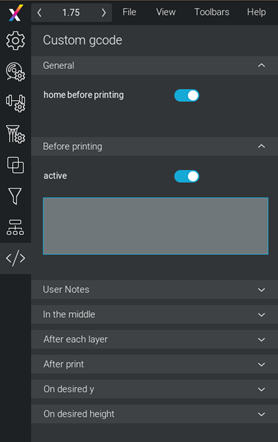 1.75 File View Toolbars Help
Custom gcode
General
home before printing
Before printing
active
User Notes
In the middle
After each layer
After print
On desired y
On desired height